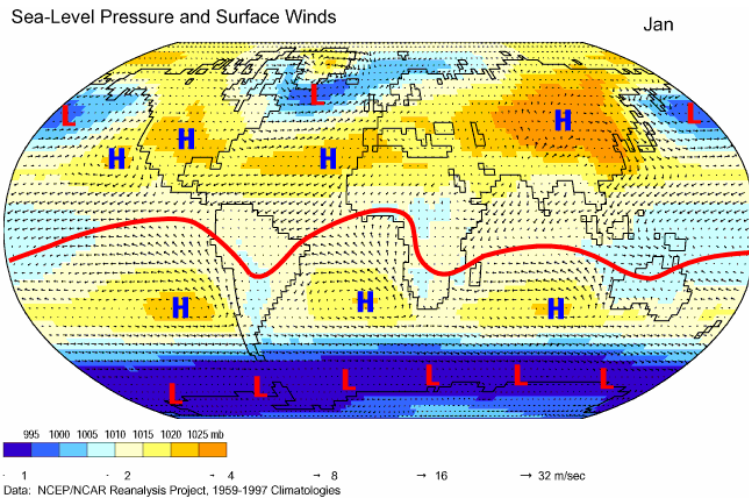 Sea-Level Pressure and Surface Winds
Jan
L
L
L
H
H
H
H
H
H
H
L
L
L
L
L
L
995 1000 1005 1010 1015 1020 1025 mb
→ 1 → 2 → 4 → 8 → 16 → 32 m/sec
Data: NCEP/NCAR Reanalysis Project, 1959-1997 Climatologies